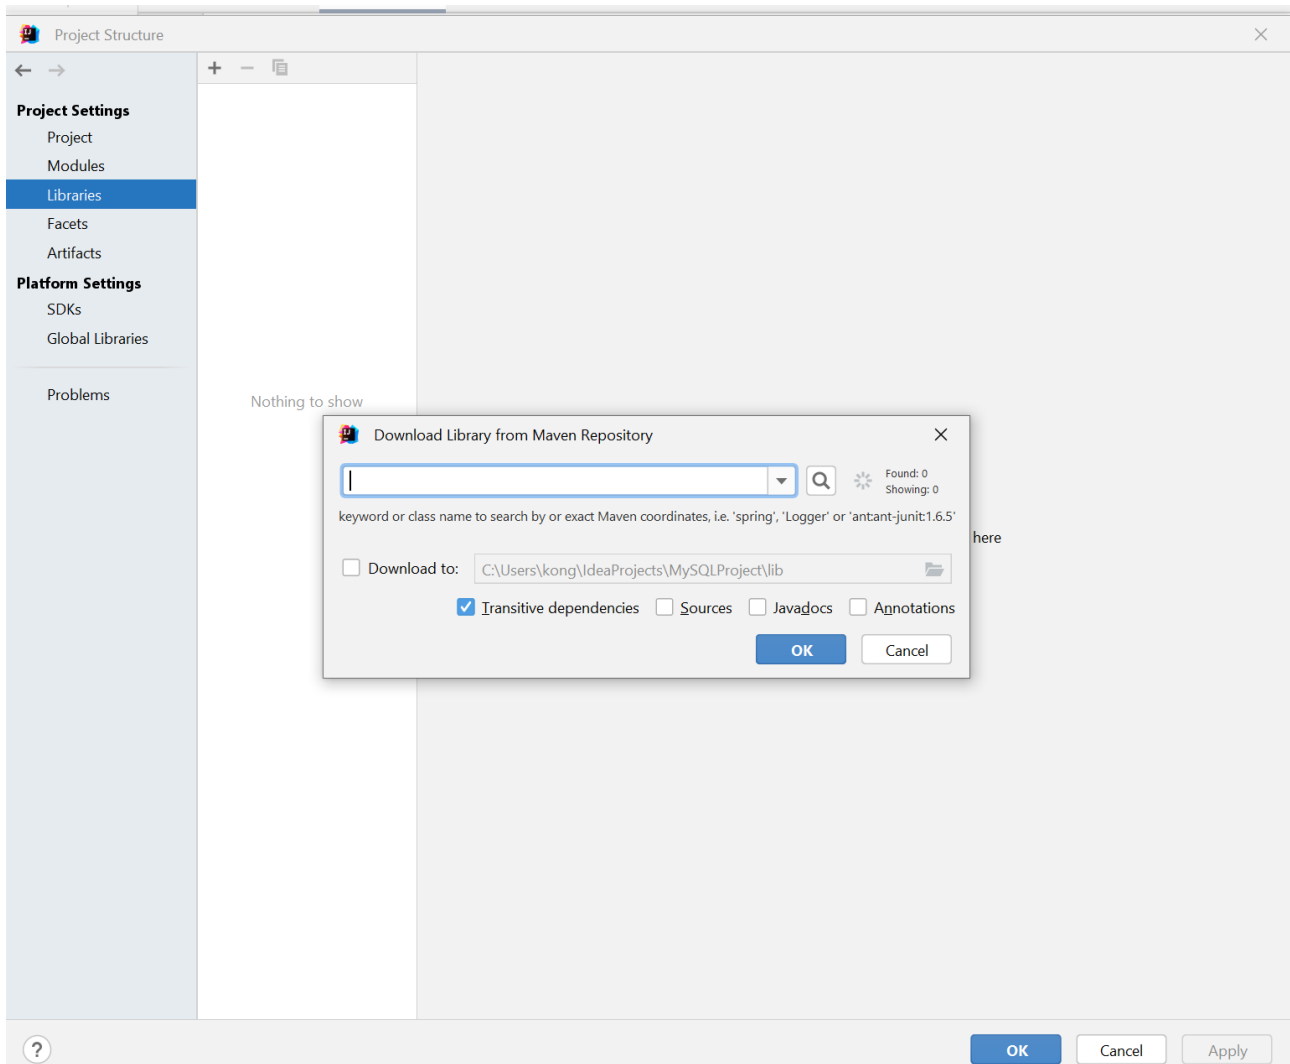 Project Structure
Project Settings
Project
Modules
Libraries
Facets
Artifacts
Platform Settings
SDKs
Global Libraries
Problems
Nothing to show
Download Library from Maven Repository
Found: 0
Showing: 0
keyword or class name to search by or exact Maven coordinates, i.e. 'spring', 'Logger' or 'ant:ant-junit:1.6.5'
here
Download to: C:\Users\kong\IdeaProjects\MySQLProject\lib
Transitive dependencies Sources Javadocs Annotations
OK Cancel
? OK Cancel Apply